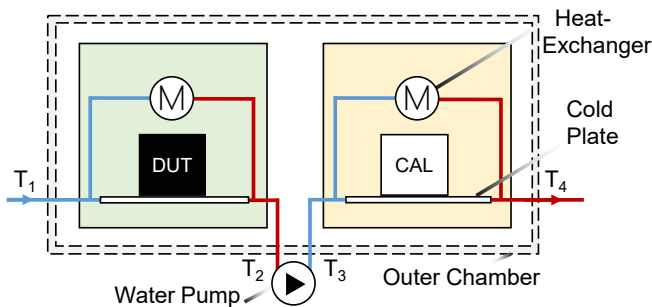 Heat-
Exchanger
M
M
Cold
Plate
DUT
CAL
T1
T4
T2
T3
Water Pump
Outer Chamber